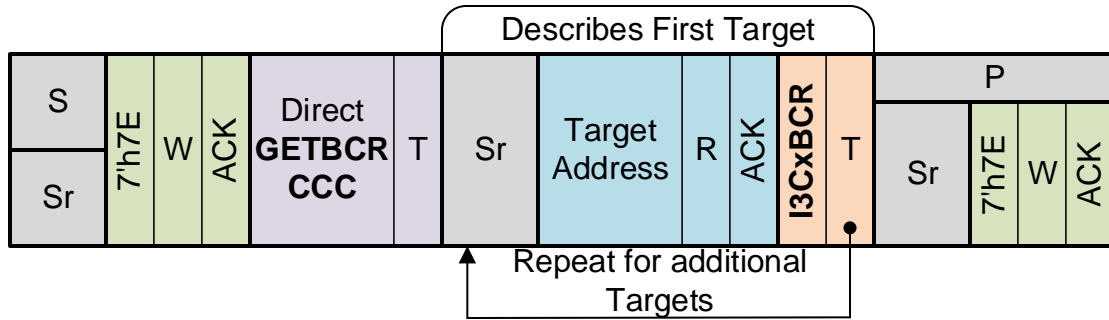 Describes First Target
S
Sr
7'h7E
W
ACK
Direct
GETBCR
CCC
T
Sr
Target
Address
R
ACK
I3CxBCR
T
P
Sr
7'h7E
W
ACK
Repeat for additional
Targets